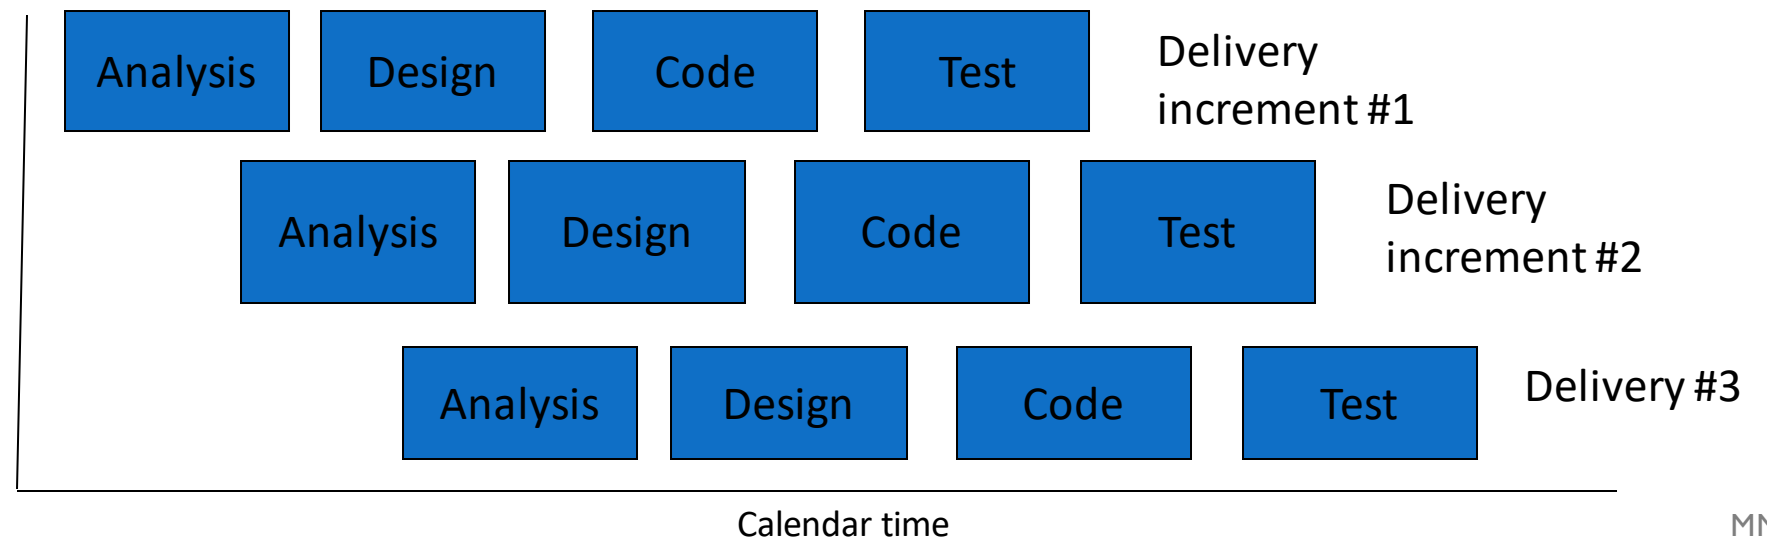 Analysis Design Code Test Delivery
increment #1
Analysis Design Code Test Delivery
increment #2
Analysis Design Code Test Delivery #3
Calendar time